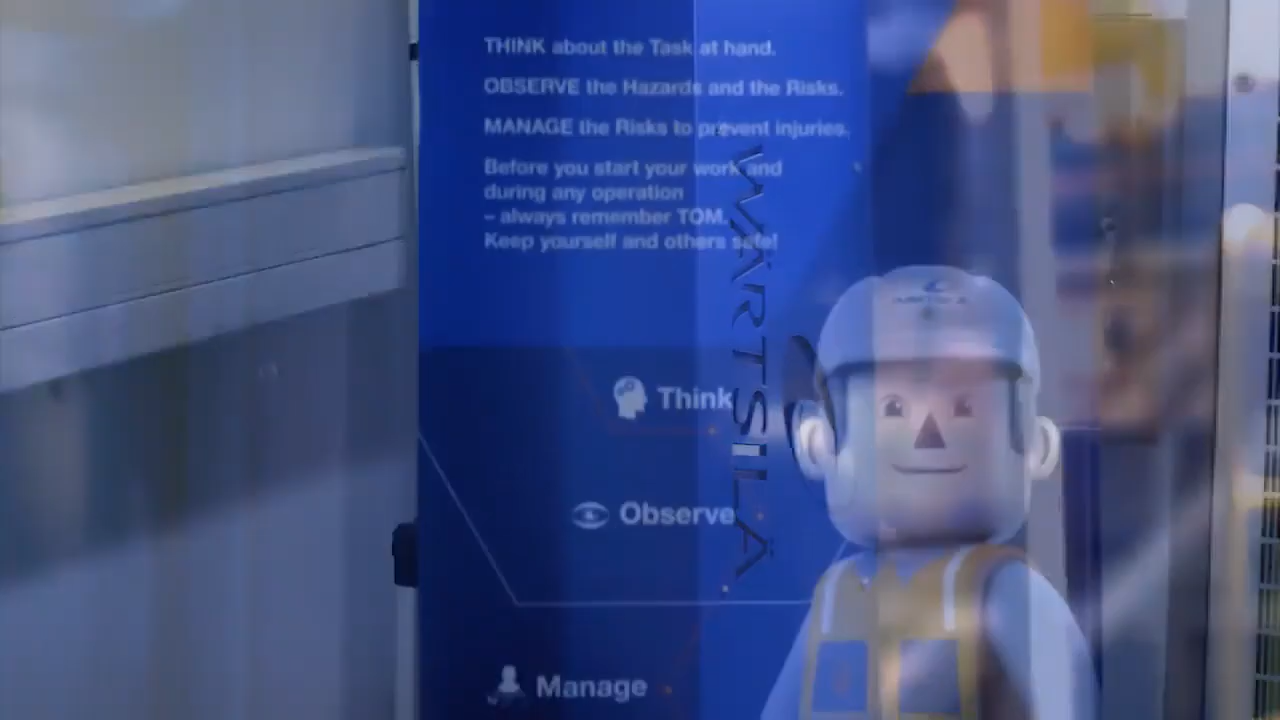 THINK about the Task at hand.
OBSERVE the Hazards and the Risks.
MANAGE the Risks to prevent injuries.
Before you start your work and
during any operation
– always remember TOM.
Keep yourself and others safe!
WÄRTSILÄ
Think
Observe
Manage